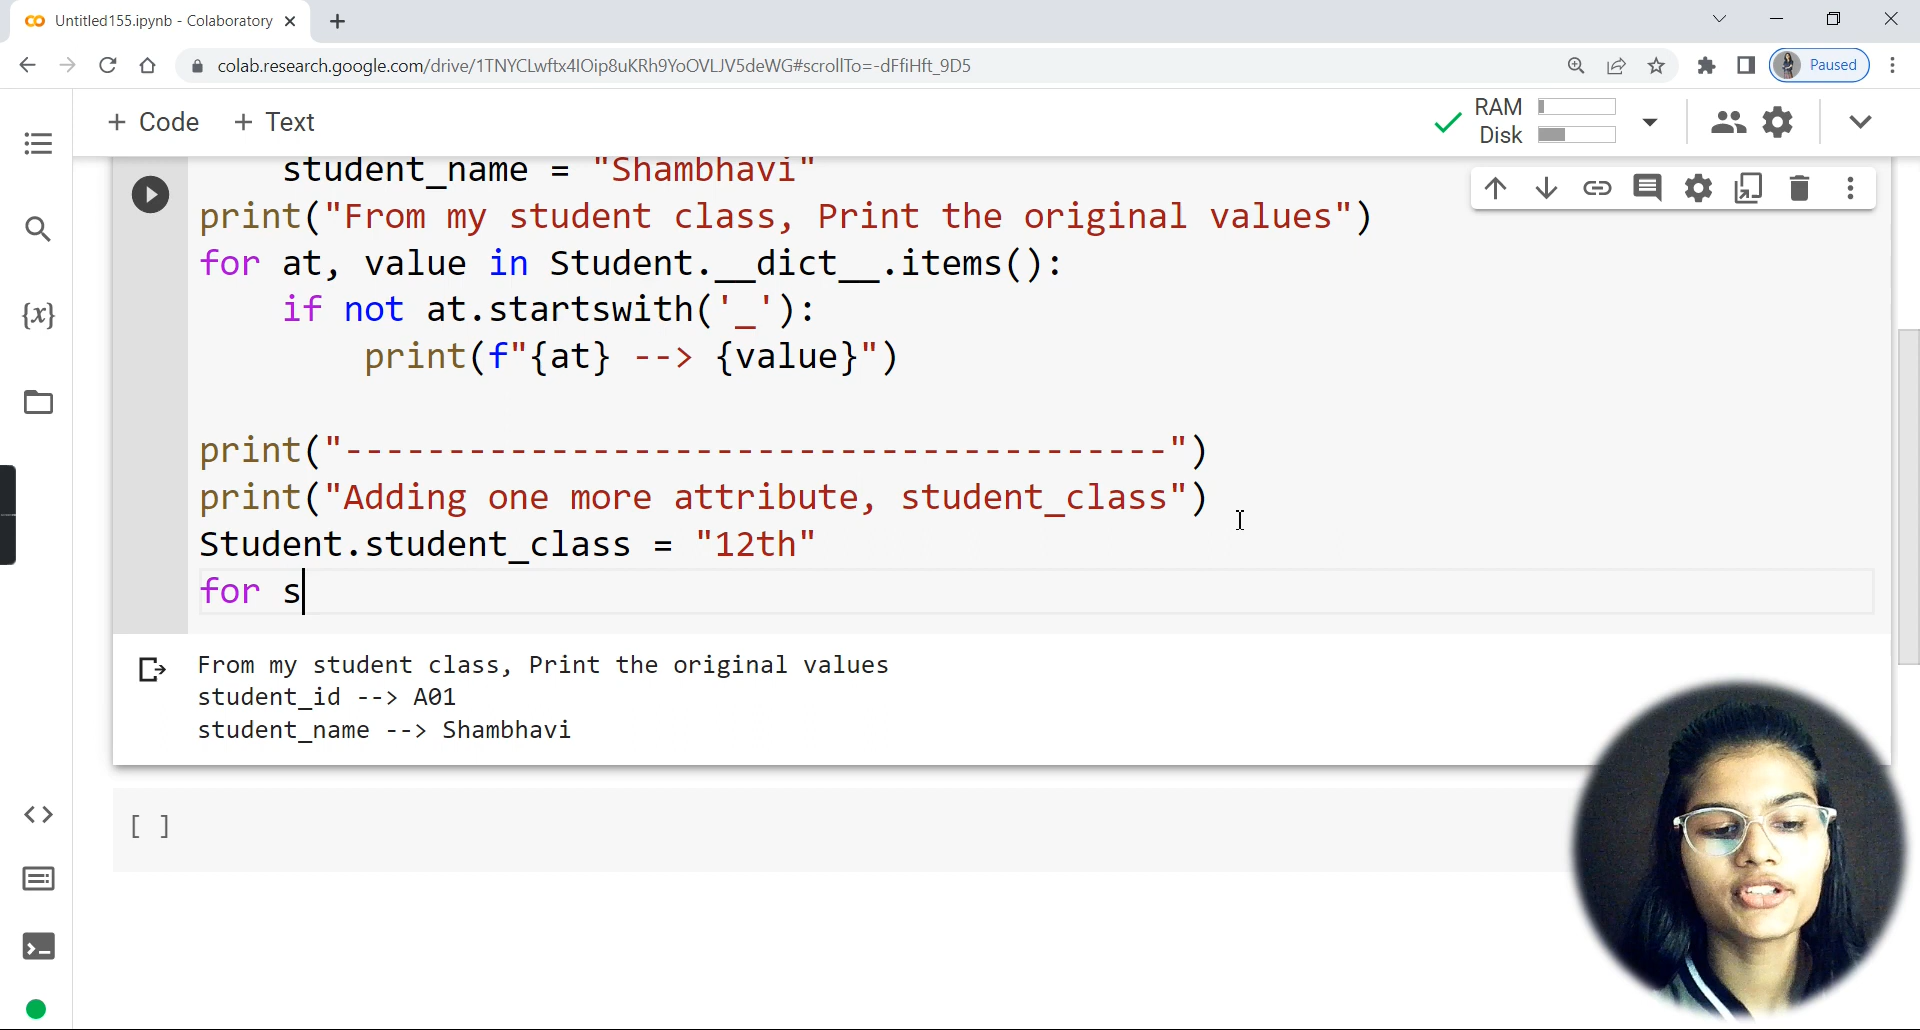 Untitled155.ipynb - Colaboratory
colab.research.google.com/drive/1TNYCLwftx4IOip8uKRh9YoOVLJV5deWG#scrollTo=-dFfiHft_9D5
Paused
+ Code + Text
RAM
Disk
student_name = "Shambhavi"
print("From my student class, Print the original values")
for at, value in Student.__dict__.items():
    if not at.startswith('_'):
        print(f"{at} --> {value}")
print("----------------------------------------")
print("Adding one more attribute, student_class")
Student.student_class = "12th"
for s
From my student class, Print the original values
student_id --> A01
student_name --> Shambhavi
[ ]